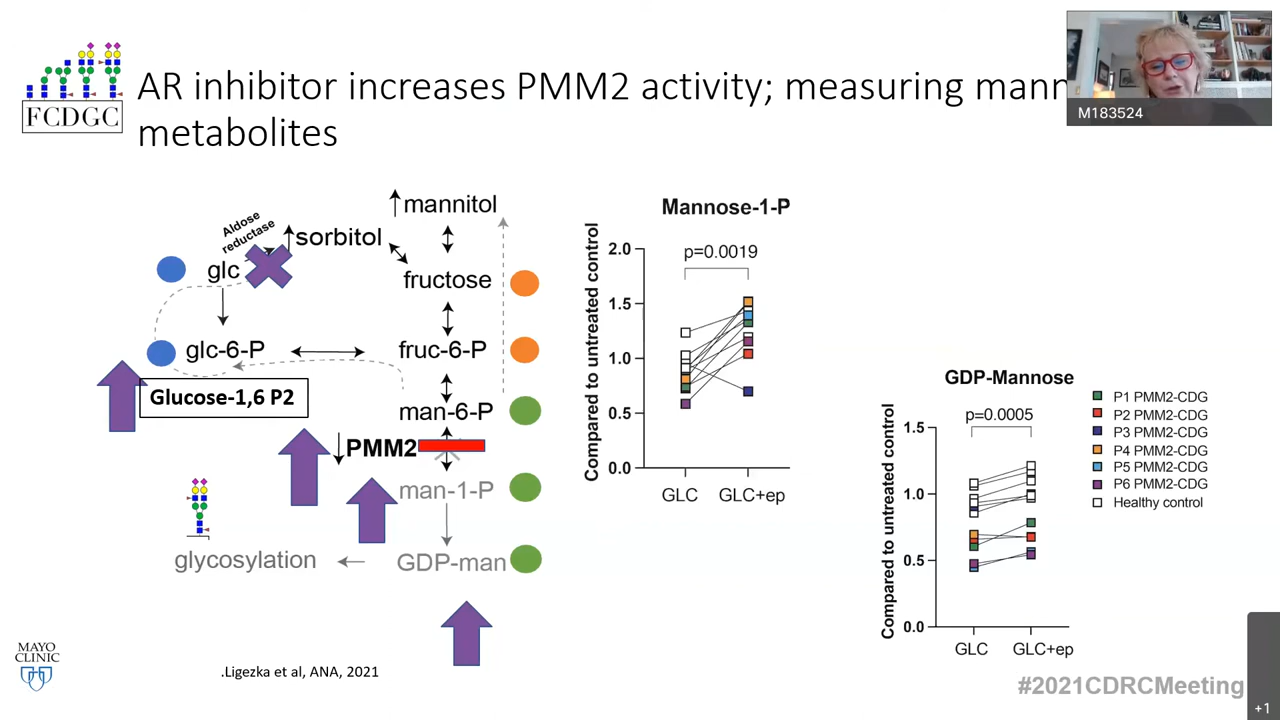 FCDGC
AR inhibitor increases PMM2 activity; measuring mann
metabolites
M183524
mannitol
Aldose
reductase
sorbitol
glc
fructose
glc-6-P
fruc-6-P
Glucose-1,6 P2
man-6-P
PMM2
man-1-P
glycosylation
GDP-man
Mannose-1-P
p=0.0019
Compared to untreated control
2.0
1.5
1.0
0.5
0.0
GLC
GLC+ep
GDP-Mannose
p=0.0005
Compared to untreated control
1.5
1.0
0.5
0.0
GLC
GLC+ep
P1 PMM2-CDG
P2 PMM2-CDG
P3 PMM2-CDG
P4 PMM2-CDG
P5 PMM2-CDG
P6 PMM2-CDG
Healthy control
MAYO
CLINIC
.Ligezka et al, ANA, 2021
#2021CDRCMeeting
+1